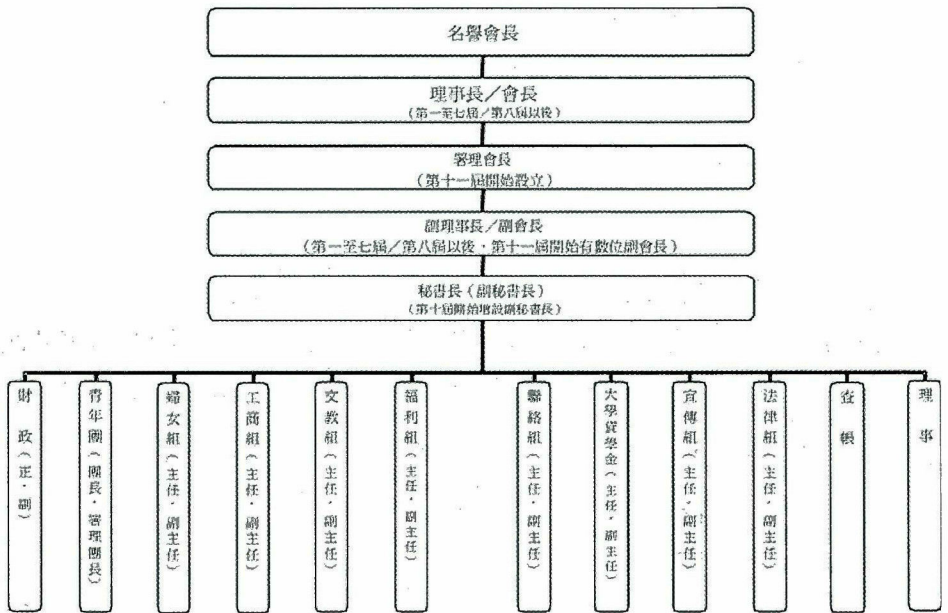 名譽會長
理事長／會長
（第一至七屆／第八以後）
署理會長
（第十一屆開始設立）
副理事長／副會長
（第一至七屆／第八屆以後，第十一屆開始有數位副會長）
秘書長（副秘書長）
（第十屆開始增設副秘書長）
財政（正，副）
青年團（團長，署理團長）
婦女組（主任，副主任）
工商組（主任，副主任）
文教組（主任，副主任）
福利組（主任，副主任）
聯絡組（主任，副主任）
大學貸學金（主任，副主任）
宣傳組（主任，副主任）
法律組（主任，副主任）
查帳
理事